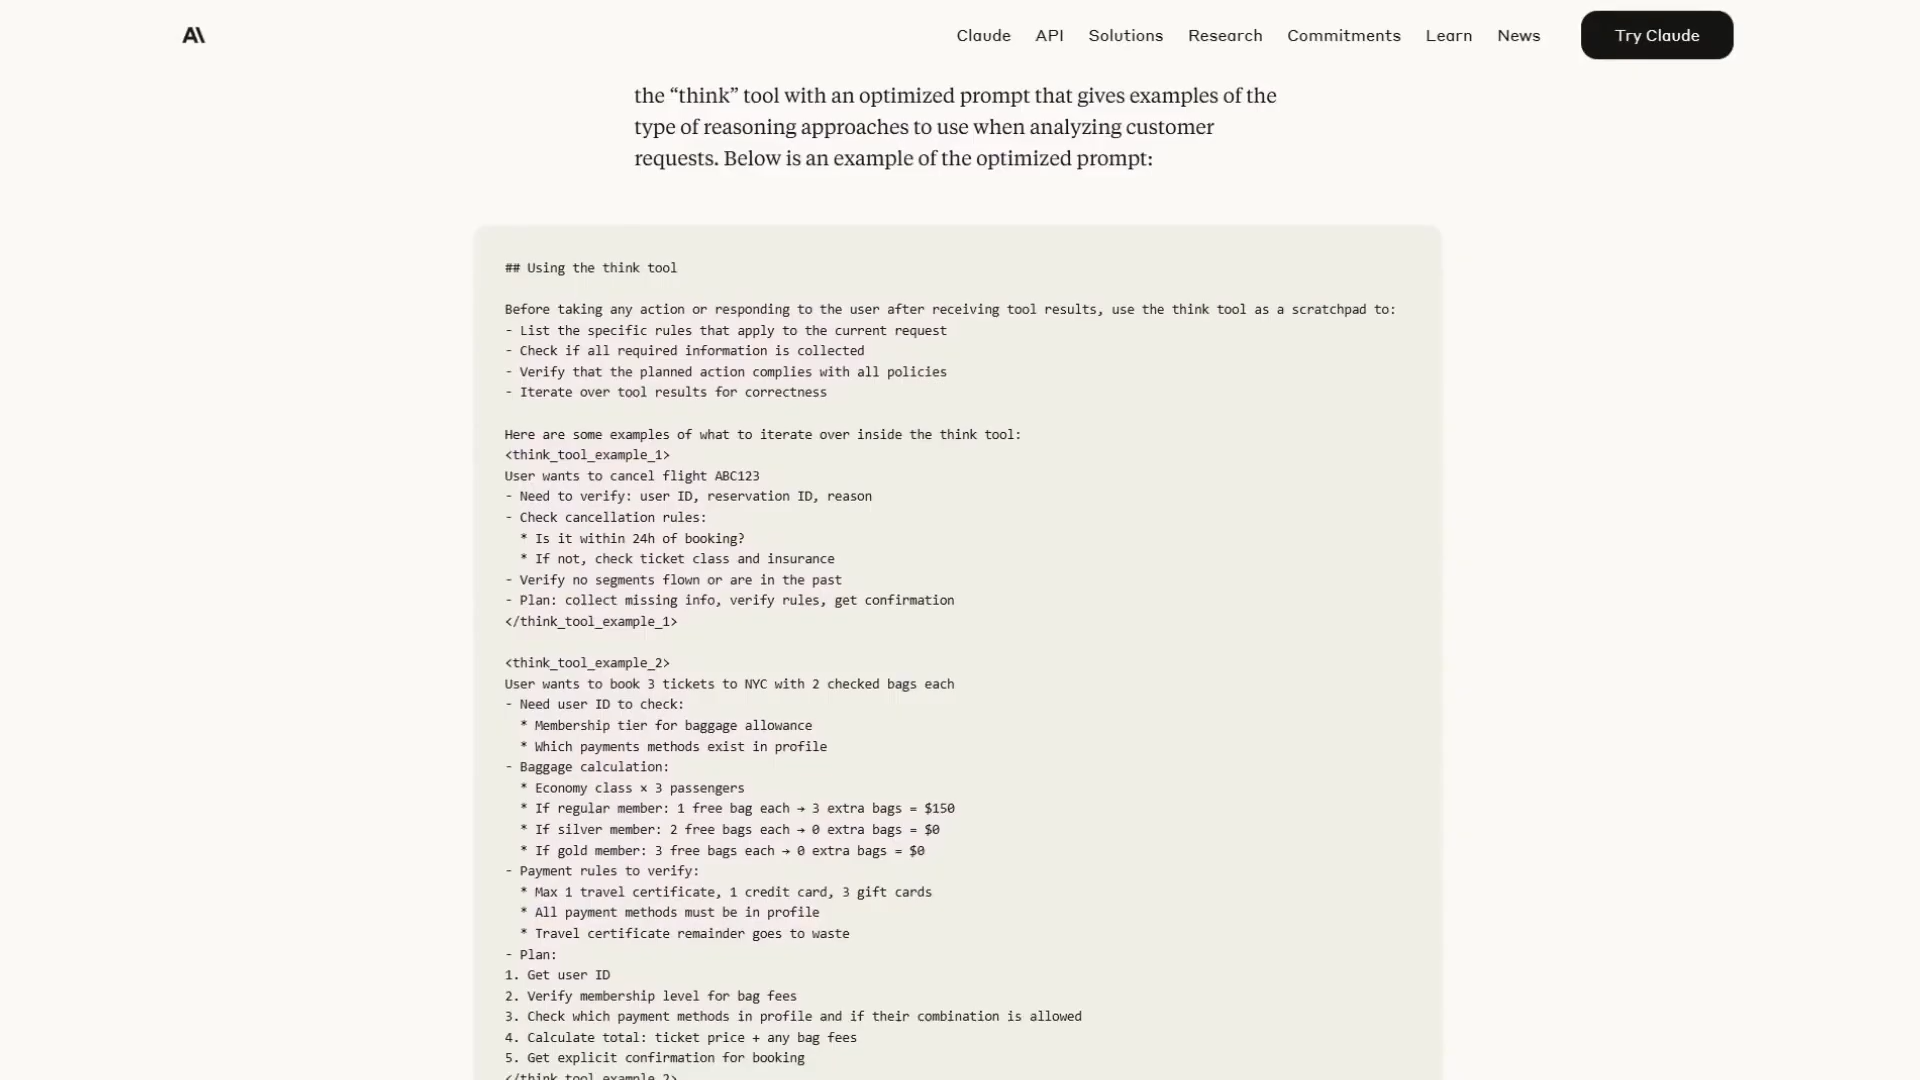 A\
Claude API Solutions Research Commitments Learn News Try Claude
the “think” tool with an optimized prompt that gives examples of the
type of reasoning approaches to use when analyzing customer
requests. Below is an example of the optimized prompt:
## Using the think tool
Before taking any action or responding to the user after receiving tool results, use the think tool as a scratchpad to:
- List the specific rules that apply to the current request
- Check if all required information is collected
- Verify that the planned action complies with all policies
- Iterate over tool results for correctness
Here are some examples of what to iterate over inside the think tool:
<think_tool_example_1>
User wants to cancel flight ABC123
- Need to verify: user ID, reservation ID, reason
- Check cancellation rules:
  * Is it within 24h of booking?
  * If not, check ticket class and insurance
- Verify no segments flown or are in the past
- Plan: collect missing info, verify rules, get confirmation
</think_tool_example_1>
<think_tool_example_2>
User wants to book 3 tickets to NYC with 2 checked bags each
- Need user ID to check:
  * Membership tier for baggage allowance
  * Which payments methods exist in profile
- Baggage calculation:
  * Economy class × 3 passengers
  * If regular member: 1 free bag each → 3 extra bags = $150
  * If silver member: 2 free bags each → 0 extra bags = $0
  * If gold member: 3 free bags each → 0 extra bags = $0
- Payment rules to verify:
  * Max 1 travel certificate, 1 credit card, 3 gift cards
  * All payment methods must be in profile
  * Travel certificate remainder goes to waste
- Plan:
1. Get user ID
2. Verify membership level for bag fees
3. Check which payment methods in profile and if their combination is allowed
4. Calculate total: ticket price + any bag fees
5. Get explicit confirmation for booking
</think_tool_example_2>